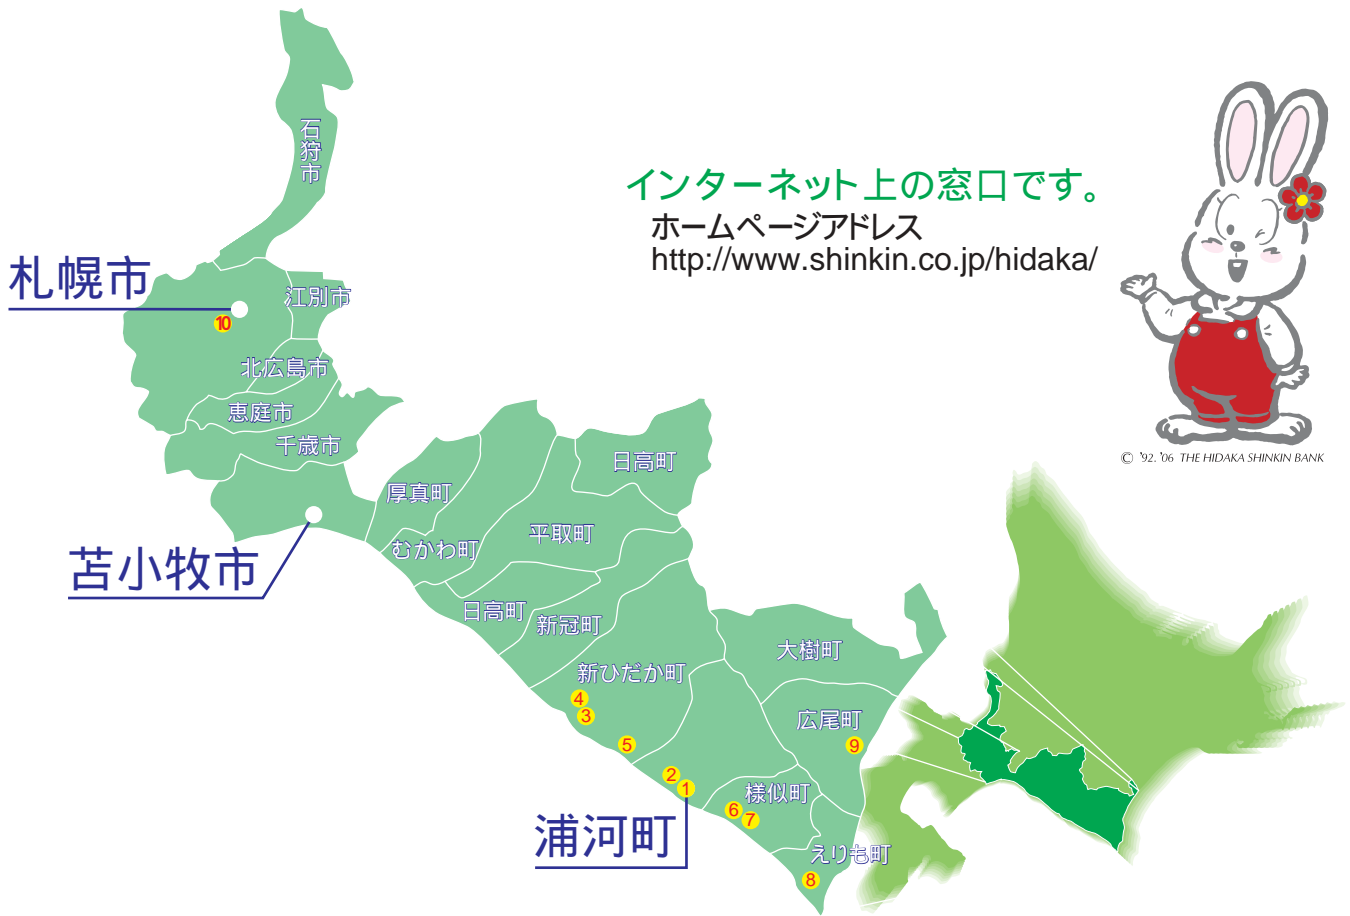 石狩市
インターネット上の窓口です。
ホームページアドレス
http://www.shinkin.co.jp/hidaka/
札幌市
江別市
10
北広島市
恵庭市
千歳市
© '92.'06 THE HIDAKA SHINKIN BANK
日高町
厚真町
平取町
むかわ町
苫小牧市
日高町
新冠町
大樹町
新ひだか町
4
3
広尾町
5
9
2
1
様似町
6
7
浦河町
えりも町
8